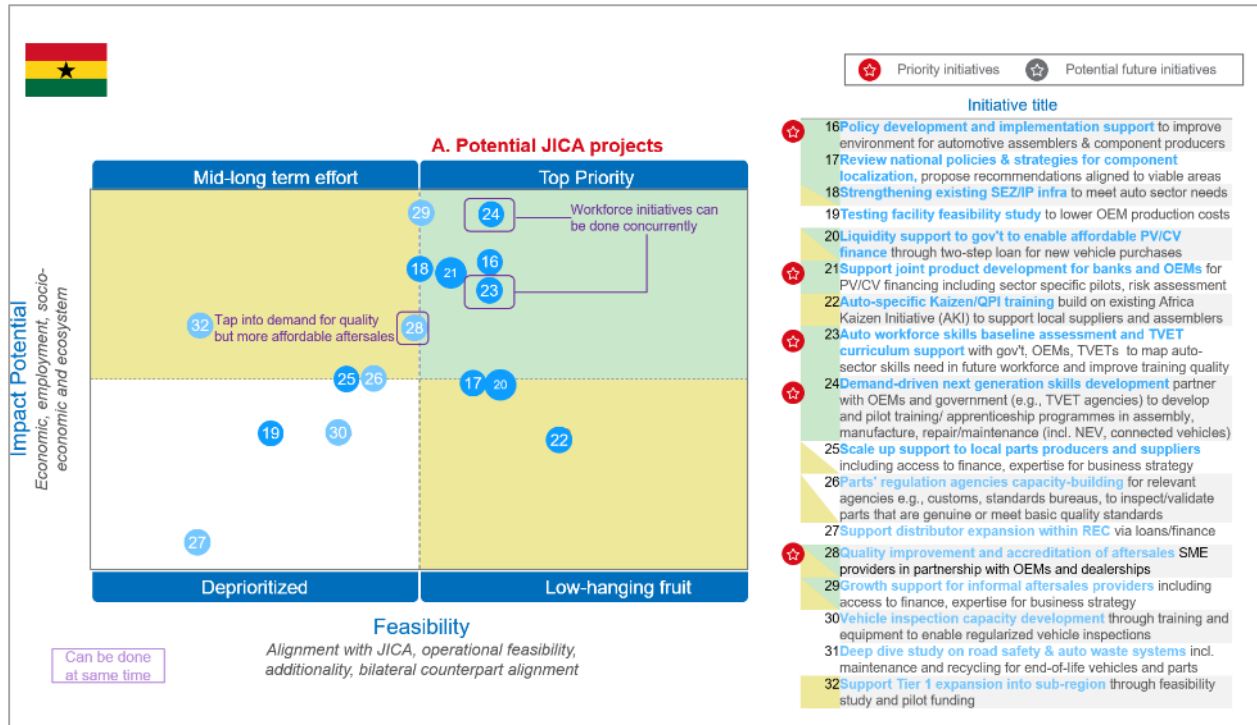 Priority initiatives
Potential future initiatives
Initiative title
A. Potential JICA projects
Mid-long term effort
Top Priority
29
24
Workforce initiatives can
be done concurrently
18
21
16
23
32
Tap into demand for quality
but more affordable aftersales
28
25
26
17
20
19
30
22
27
Deprioritized
Low-hanging fruit
Impact Potential
Economic, employment, socio-
economic and ecosystem
Feasibility
Alignment with JICA, operational feasibility,
additionality, bilateral counterpart alignment
Can be done
at same time
16 Policy development and implementation support to improve
environment for automotive assemblers & component producers
17 Review national policies & strategies for component
localization, propose recommendations aligned to viable areas
18 Strengthening existing SEZ/IP infra to meet auto sector needs
19 Testing facility feasibility study to lower OEM production costs
20 Liquidity support to gov't to enable affordable PV/CV
finance through two-step loan for new vehicle purchases
21 Support joint product development for banks and OEMs for
PV/CV financing including sector specific pilots, risk assessment
22 Auto-specific Kaizen/QPI training build on existing Africa
Kaizen Initiative (AKI) to support local suppliers and assemblers
23 Auto workforce skills baseline assessment and TVET
curriculum support with gov't, OEMs, TVETs to map auto-
sector skills need in future workforce and improve training quality
24 Demand-driven next generation skills development partner
with OEMs and government (e.g., TVET agencies) to develop
and pilot training/ apprenticeship programmes in assembly,
manufacture, repair/maintenance (incl. NEV, connected vehicles)
25 Scale up support to local parts producers and suppliers
including access to finance, expertise for business strategy
26 Parts' regulation agencies capacity-building for relevant
agencies e.g., customs, standards bureaus, to inspect/validate
parts that are genuine or meet basic quality standards
27 Support distributor expansion within REC via loans/finance
28 Quality improvement and accreditation of aftersales SME
providers in partnership with OEMs and dealerships
29 Growth support for informal aftersales providers including
access to finance, expertise for business strategy
30 Vehicle inspection capacity development through training and
equipment to enable regularized vehicle inspections
31 Deep dive study on road safety & auto waste systems incl.
maintenance and recycling for end-of-life vehicles and parts
32 Support Tier 1 expansion into sub-region through feasibility
study and pilot funding